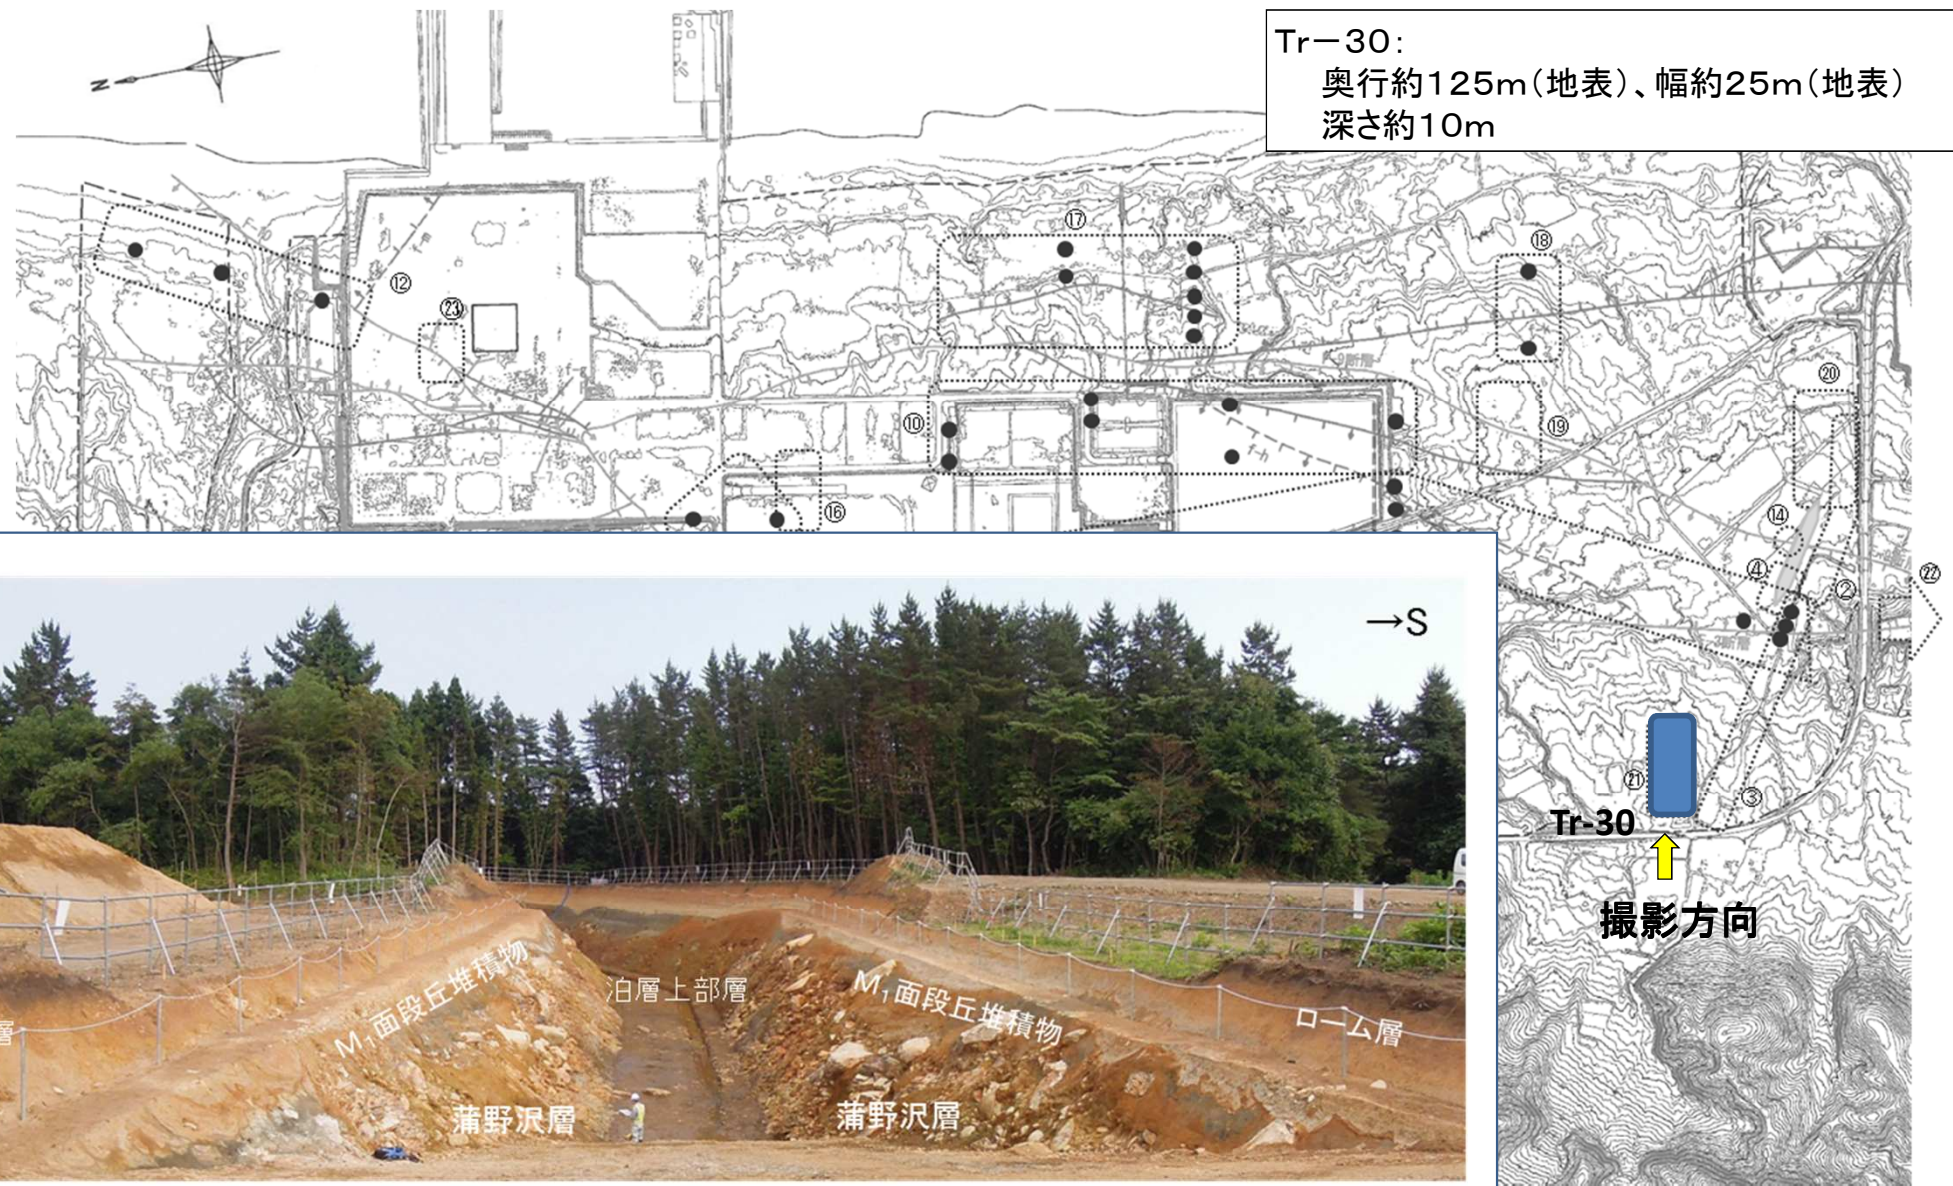 Tr－30：
奥行約125m（地表）、幅約25m（地表）
深さ約10m
N
⑰
⑱
⑫
㉓
⑳
⑩
f-h
⑲
⑯
⑭
④
②
㉒
→S
㉑
③
Tr-30
撮影方向
M₁面段丘堆積物
泊層上部層
M₁面段丘堆積物
ローム層
層
蒲野沢層
蒲野沢層